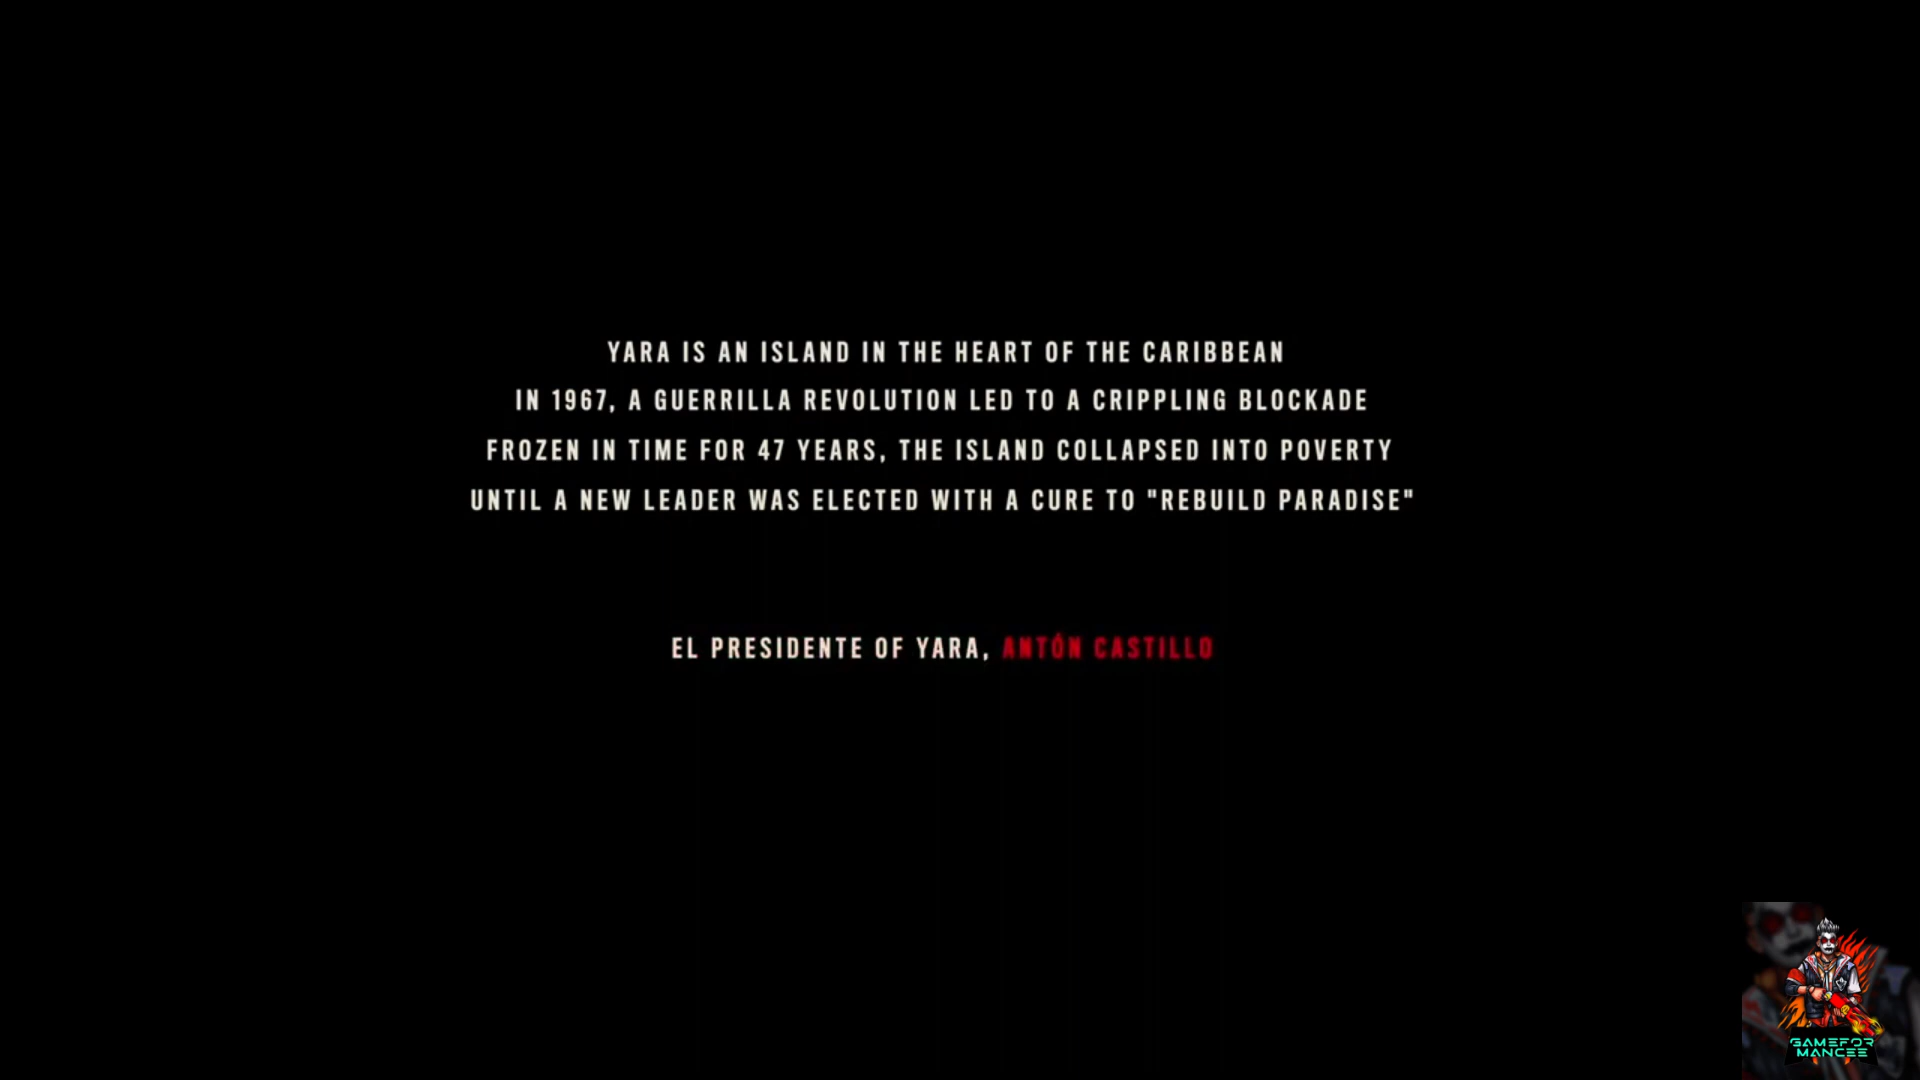 YARA IS AN ISLAND IN THE HEART OF THE CARIBBEAN
IN 1967, A GUERRILLA REVOLUTION LED TO A CRIPPLING BLOCKADE
FROZEN IN TIME FOR 47 YEARS, THE ISLAND COLLAPSED INTO POVERTY
UNTIL A NEW LEADER WAS ELECTED WITH A CURE TO "REBUILD PARADISE"
EL PRESIDENTE OF YARA, ANTÓN CASTILLO
GAMEFOR
MANCEE